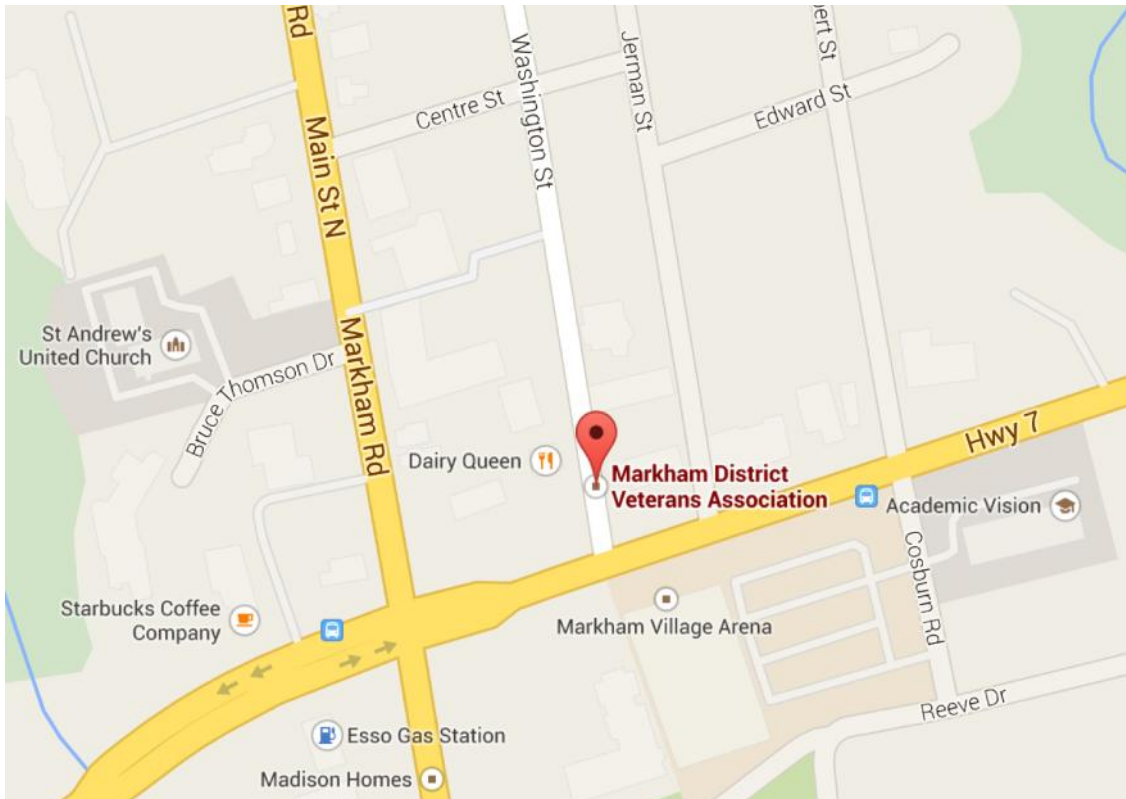 Rd
Washington St
Jerman St
pert St
Centre St
Edward St
Main St N
Markham Rd
St Andrew's
United Church
Bruce Thomson Dr
Dairy Queen
Markham District
Veterans Association
Hwy 7
Academic Vision
Cosburn Rd
Starbucks Coffee
Company
Markham Village Arena
Reeve Dr
Esso Gas Station
Madison Homes